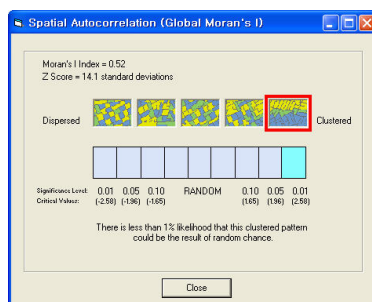 Spatial Autocorrelation (Global Moran's I)
Moran's I Index = 0.52
Z Score = 14.1 standard deviations
Dispersed Clustered
Significance Level: 0.01 0.05 0.10 RANDOM 0.10 0.05 0.01
Critical Values: (-2.58) (-1.96) (-1.65) (1.65) (1.96) (2.58)
There is less than 1% likelihood that this clustered pattern
could be the result of random chance.
Close